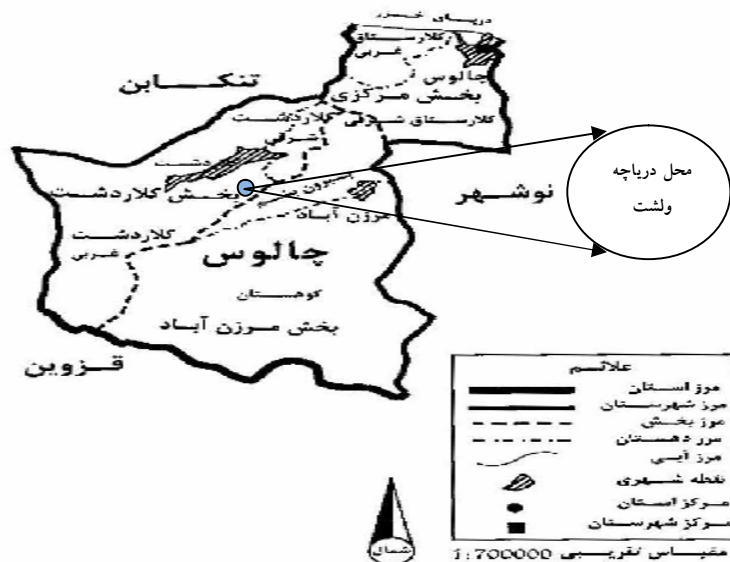 دریای خزر
کلارستاق
غربی
چالوس
تنکابن
بخش مرکزی
کلاردشت
کلارستاق شرقی
شرقی
محل دریاچه
ولشت
نوشهر
بخش کلاردشت
بیرون بشم
مرزن آباد
کلاردشت
غربی
چالوس
کوهستان
بخش مرزن آباد
قزوین
علائم
مرز استان
مرز شهرستان
مرز بخش
مرز دهستان
مرز آبی
نقطه شهری
مرکز استان
مرکز شهرستان
شمال
مقیاس تقریبی 1:700000